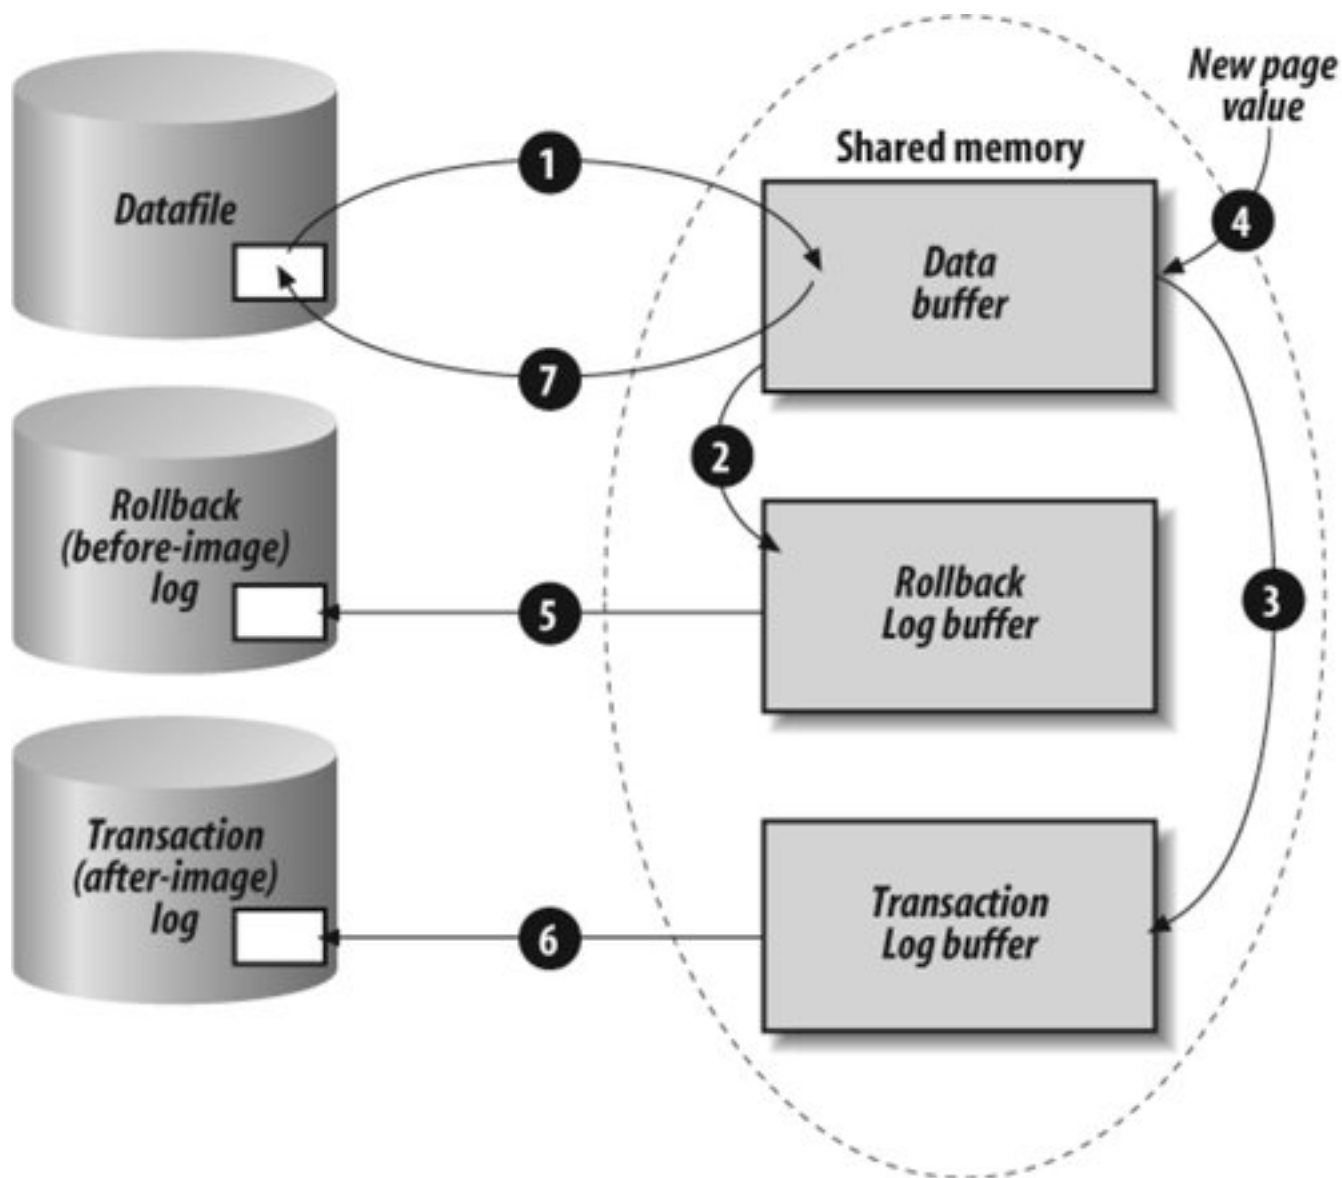 New page
value
Shared memory
1
4
Datafile
Data
buffer
7
2
Rollback
(before-image)
log
5
Rollback
Log buffer
3
Transaction
(after-image)
log
6
Transaction
Log buffer